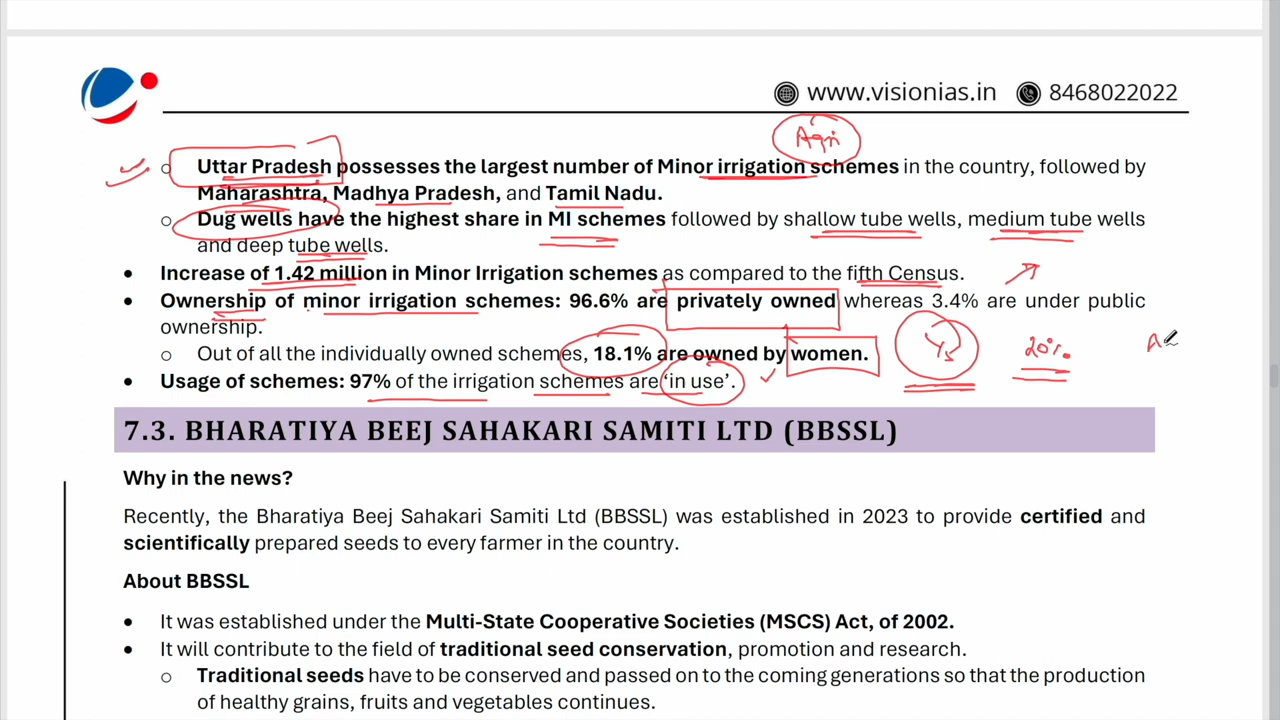 www.visionias.in 8468022022
Agri
Uttar Pradesh possesses the largest number of Minor irrigation schemes in the country, followed by
Maharashtra, Madhya Pradesh, and Tamil Nadu.
Dug wells have the highest share in MI schemes followed by shallow tube wells, medium tube wells
and deep tube wells.
Increase of 1.42 million in Minor Irrigation schemes as compared to the fifth Census.
Ownership of minor irrigation schemes: 96.6% are privately owned whereas 3.4% are under public
ownership.
Out of all the individually owned schemes, 18.1% are owned by women. 20%
Usage of schemes: 97% of the irrigation schemes are ‘in use’.
7.3. BHARATIYA BEEJ SAHAKARI SAMITI LTD (BBSSL)
Why in the news?
Recently, the Bharatiya Beej Sahakari Samiti Ltd (BBSSL) was established in 2023 to provide certified and
scientifically prepared seeds to every farmer in the country.
About BBSSL
It was established under the Multi-State Cooperative Societies (MSCS) Act, of 2002.
It will contribute to the field of traditional seed conservation, promotion and research.
Traditional seeds have to be conserved and passed on to the coming generations so that the production
of healthy grains, fruits and vegetables continues.